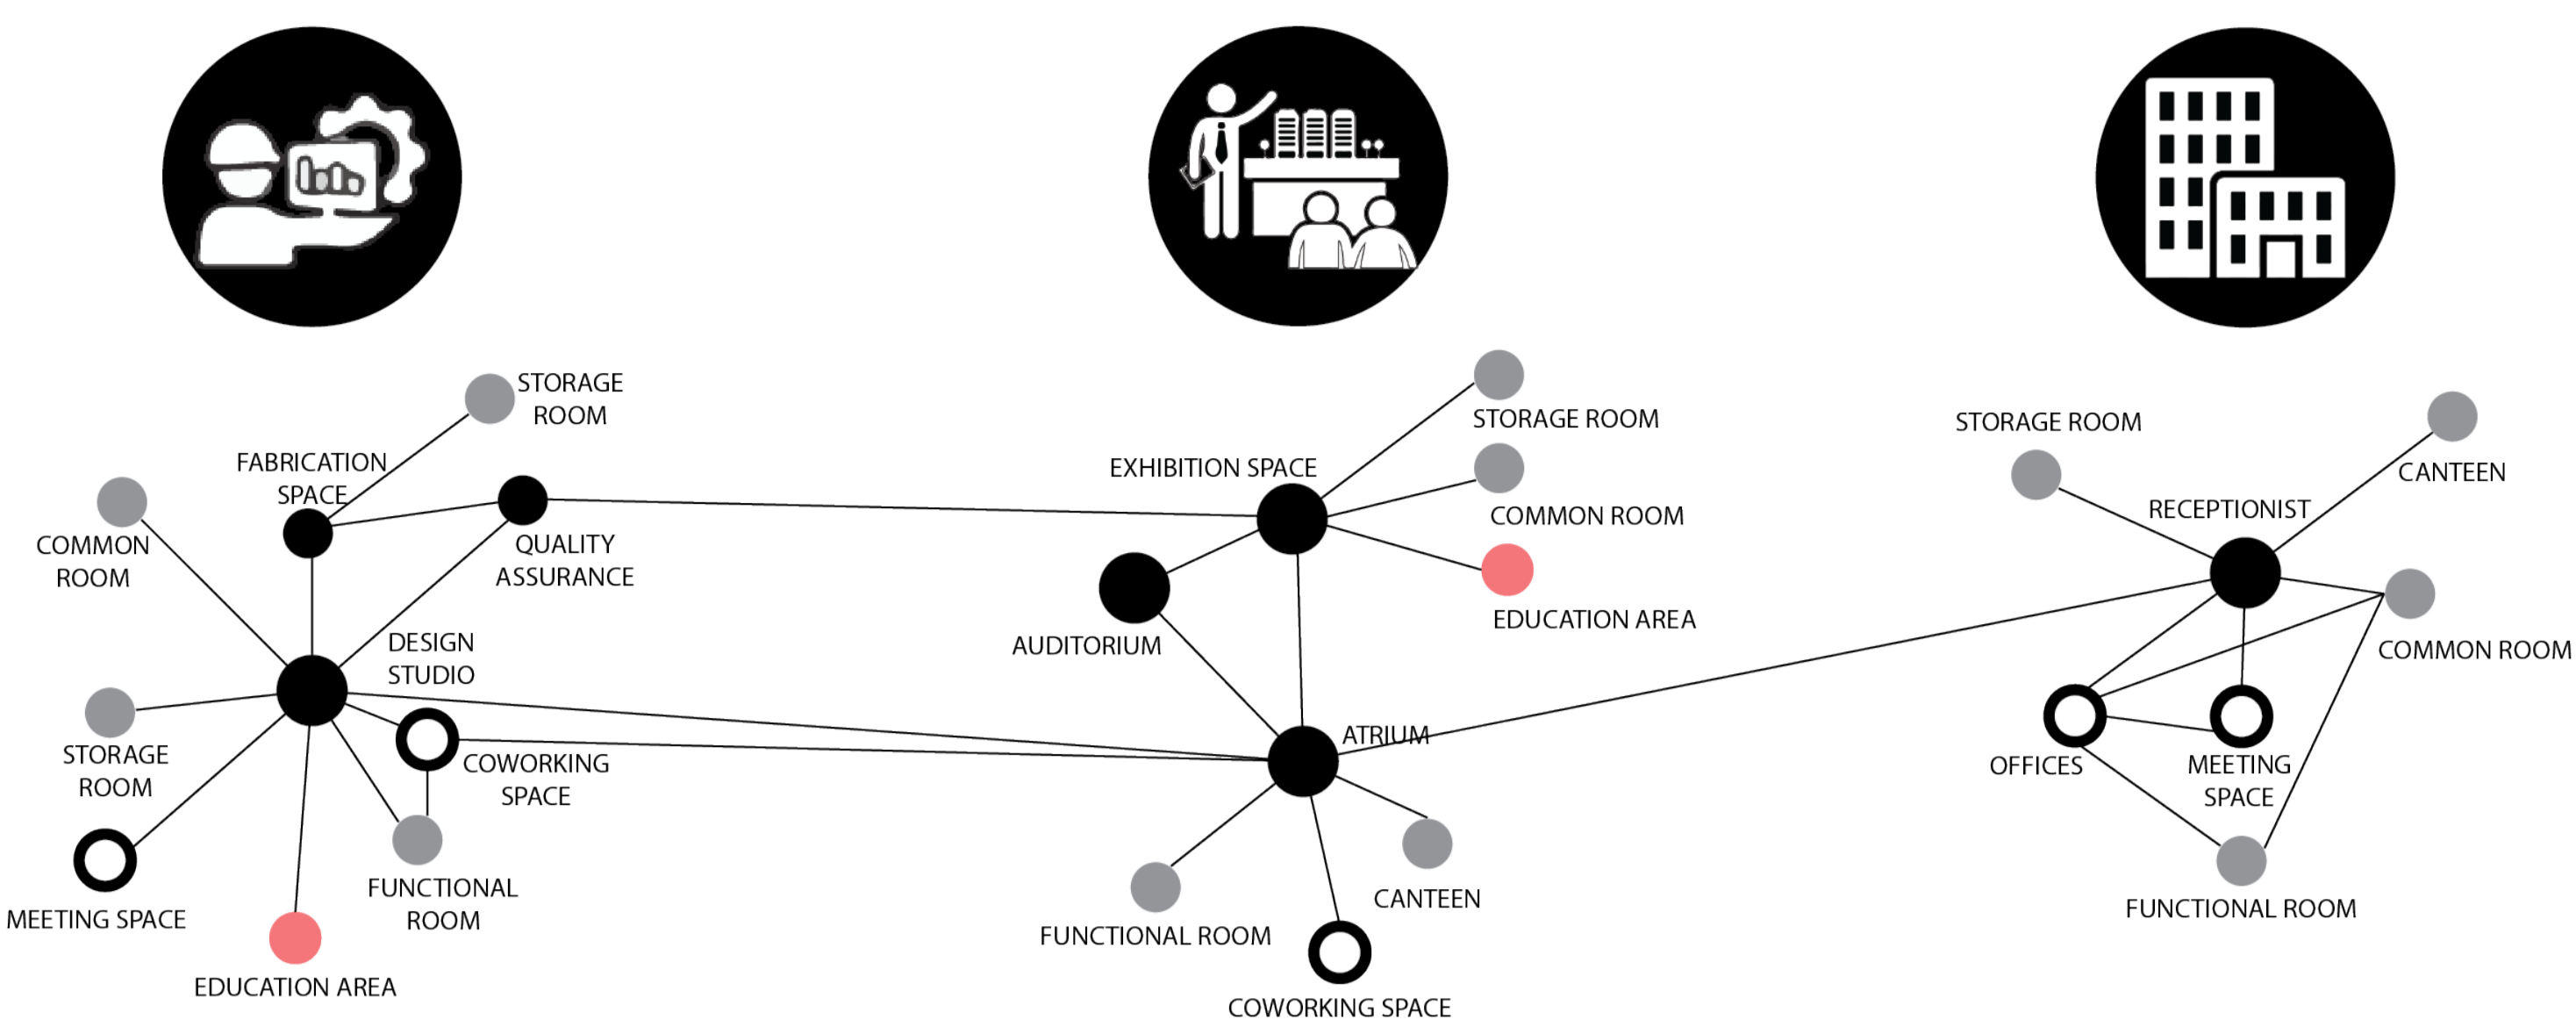 STORAGE
ROOM
FABRICATION
SPACE
COMMON
ROOM
QUALITY
ASSURANCE
DESIGN
STUDIO
STORAGE
ROOM
COWORKING
SPACE
MEETING SPACE
FUNCTIONAL
ROOM
EDUCATION AREA
STORAGE ROOM
EXHIBITION SPACE
COMMON ROOM
EDUCATION AREA
AUDITORIUM
ATRIUM
CANTEEN
FUNCTIONAL ROOM
COWORKING SPACE
STORAGE ROOM
CANTEEN
RECEPTIONIST
COMMON ROOM
OFFICES
MEETING
SPACE
FUNCTIONAL ROOM